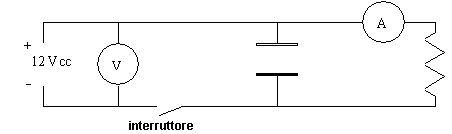 A
+
12 Vcc
V
-
interruttore